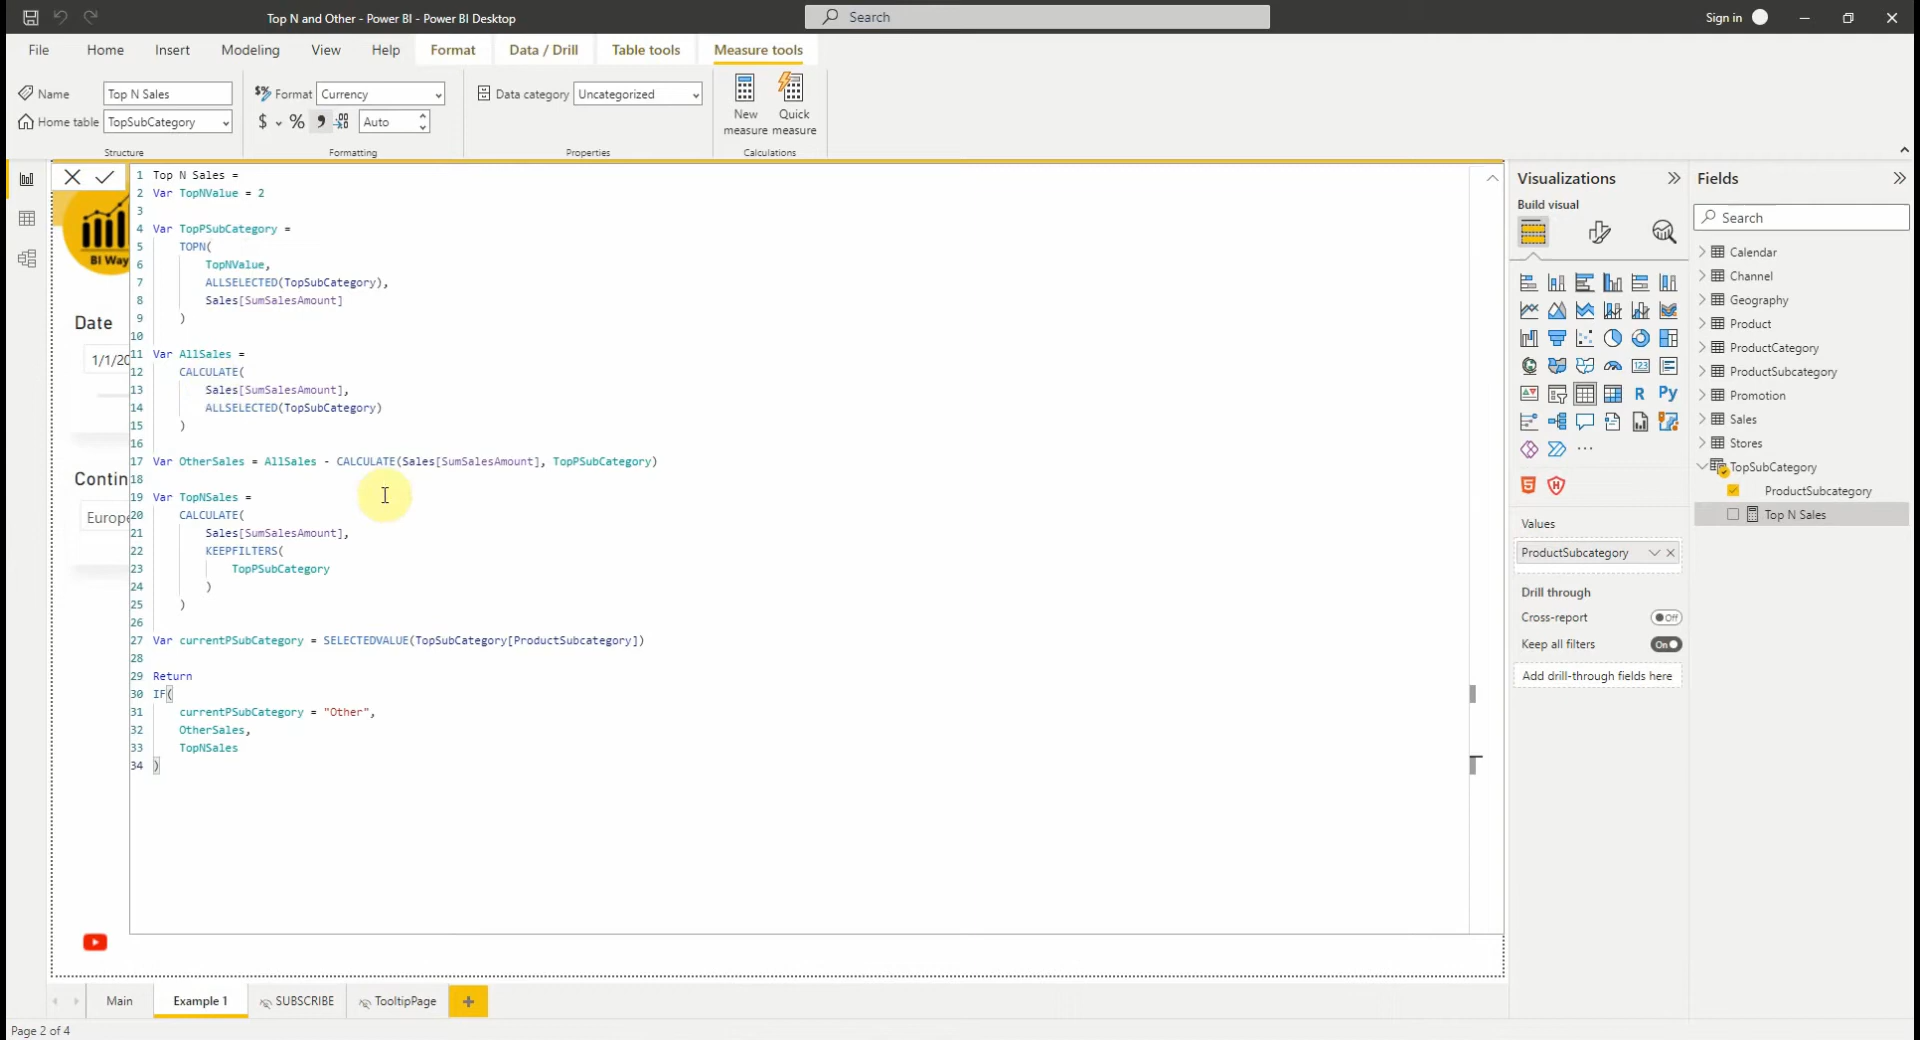 Top N and Other - Power BI - Power BI Desktop
Search
Sign in
File Home Insert Modeling View Help Format Data / Drill Table tools Measure tools
Name Top N Sales
Home table TopSubCategory
Structure
Format Currency
$ % Auto
Formatting
Data category Uncategorized
Properties
New measure
Quick measure
Calculations
BI Way
Date
1/1/20
Contin
Europe
1 Top N Sales =
2 Var TopNValue = 2
3
4 Var TopPSubCategory =
5 TOPN(
6 TopNValue,
7 ALLSELECTED(TopSubCategory),
8 Sales[SumSalesAmount]
9 )
10
11 Var AllSales =
12 CALCULATE(
13 Sales[SumSalesAmount],
14 ALLSELECTED(TopSubCategory)
15 )
16
17 Var OtherSales = AllSales - CALCULATE(Sales[SumSalesAmount], TopPSubCategory)
18
19 Var TopNSales =
20 CALCULATE(
21 Sales[SumSalesAmount],
22 KEEPFILTERS(
23 TopPSubCategory
24 )
25 )
26
27 Var currentPSubCategory = SELECTEDVALUE(TopSubCategory[ProductSubcategory])
28
29 Return
30 IF(
31 currentPSubCategory = "Other",
32 OtherSales,
33 TopNSales
34 )
Visualizations
Build visual
123
R
Py
Values
ProductSubcategory
Drill through
Cross-report Off
Keep all filters On
Add drill-through fields here
Fields
Search
Calendar
Channel
Geography
Product
ProductCategory
ProductSubcategory
Promotion
Sales
Stores
TopSubCategory
ProductSubcategory
Top N Sales
Main Example 1 SUBSCRIBE TooltipPage +
Page 2 of 4